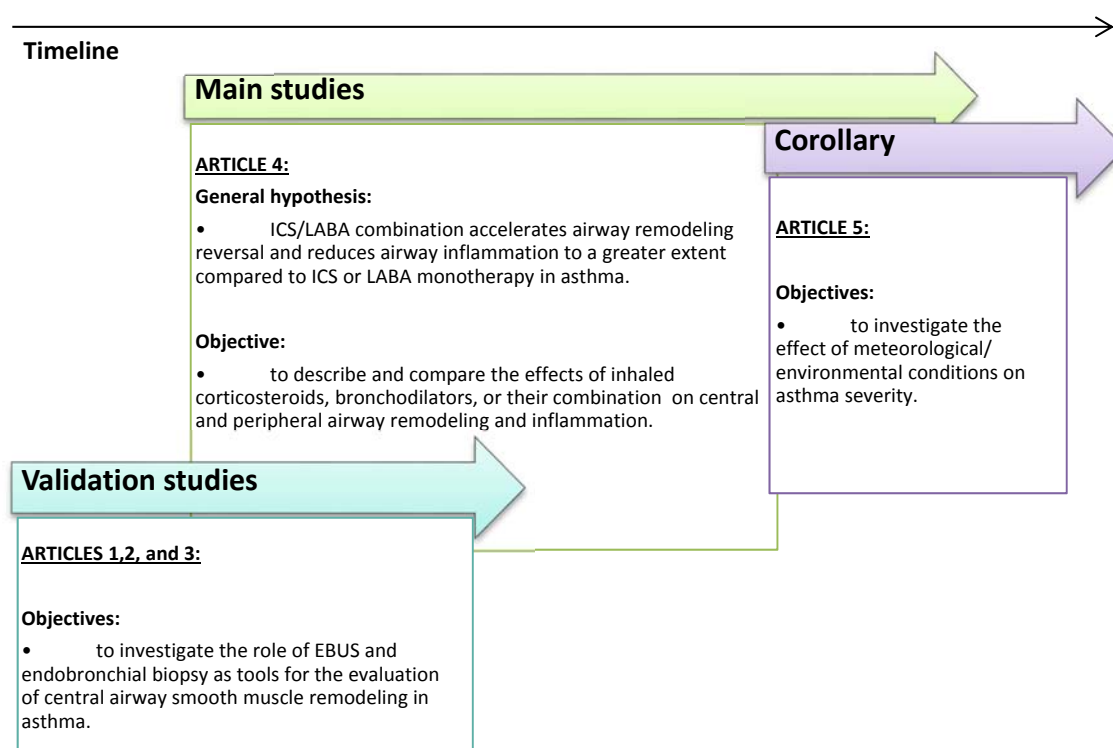 Timeline
Main studies
ARTICLE 4:
General hypothesis:
• ICS/LABA combination accelerates airway remodeling
reversal and reduces airway inflammation to a greater extent
compared to ICS or LABA monotherapy in asthma.
Objective:
• to describe and compare the effects of inhaled
corticosteroids, bronchodilators, or their combination on central
and peripheral airway remodeling and inflammation.
Corollary
ARTICLE 5:
Objectives:
• to investigate the
effect of meteorological/
environmental conditions on
asthma severity.
Validation studies
ARTICLES 1,2, and 3:
Objectives:
• to investigate the role of EBUS and
endobronchial biopsy as tools for the evaluation
of central airway smooth muscle remodeling in
asthma.